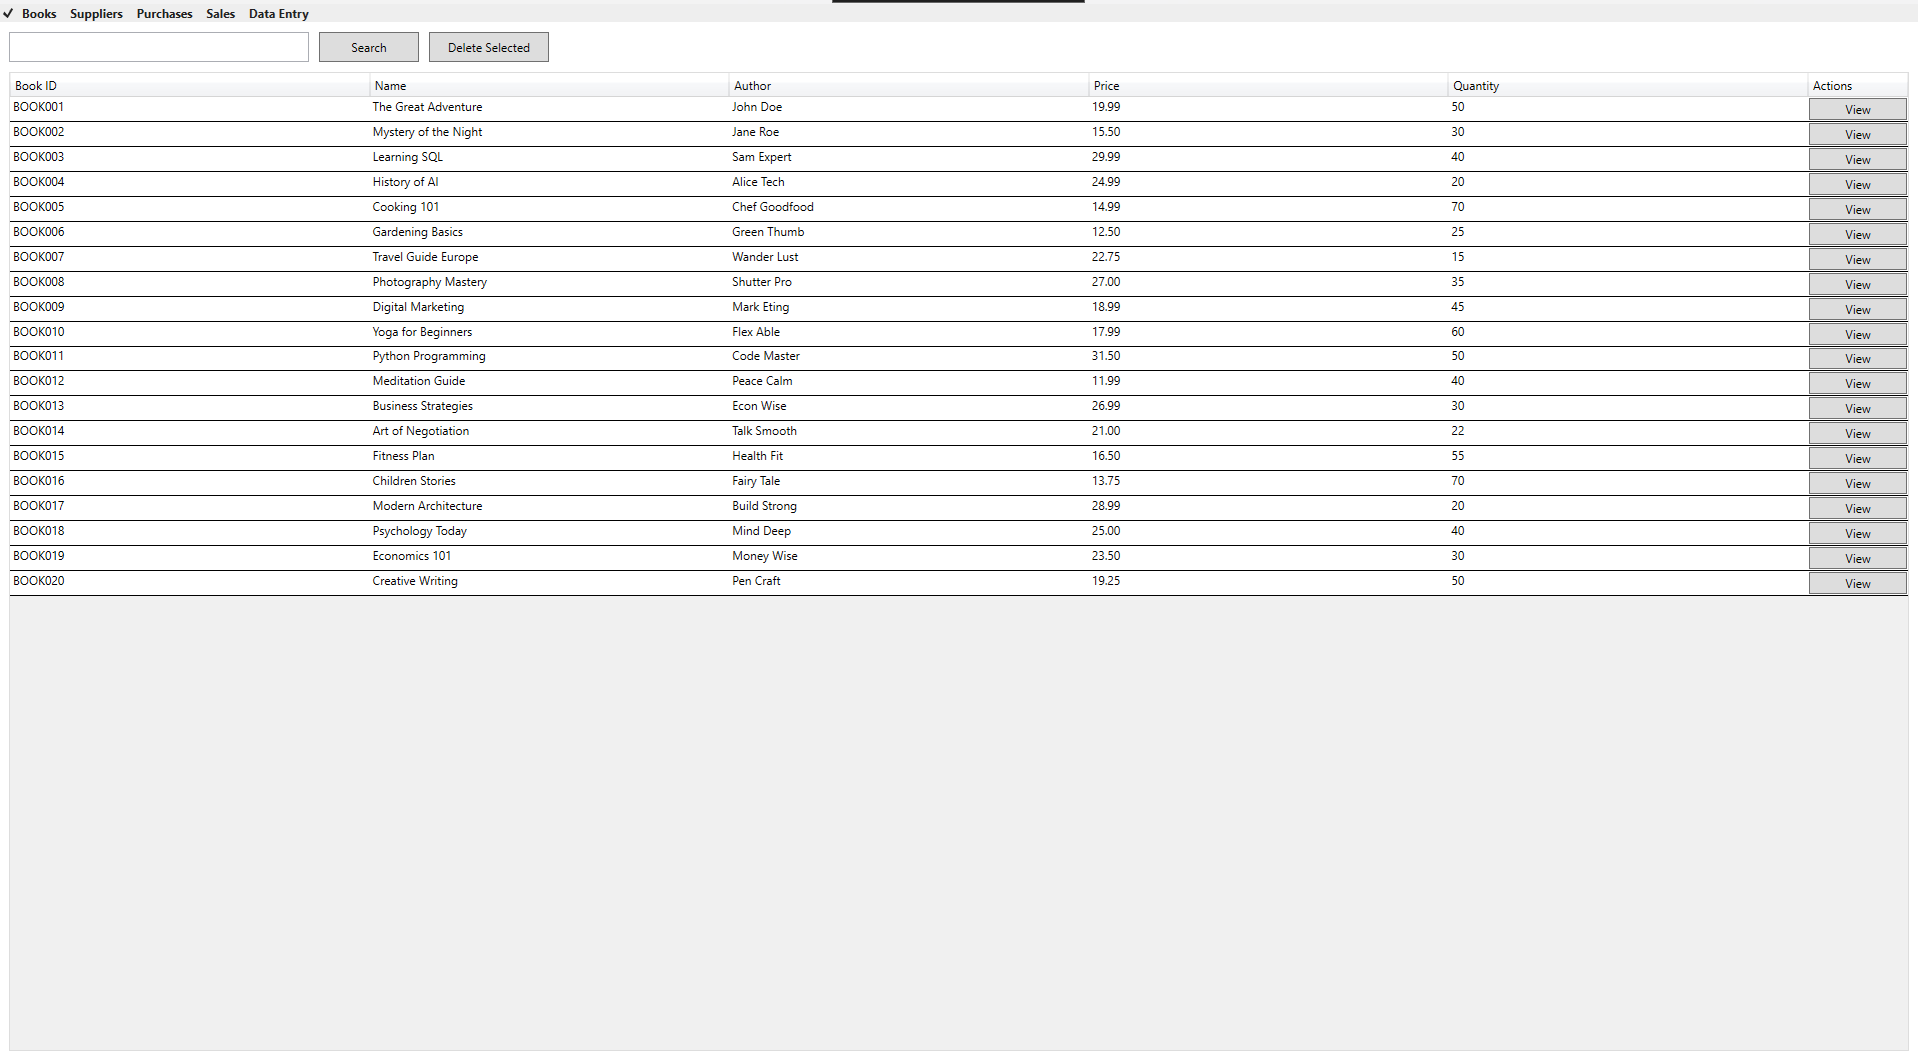 ✓ Books Suppliers Purchases Sales Data Entry
Search Delete Selected
Book ID Name Author Price Quantity Actions
BOOK001 The Great Adventure John Doe 19.99 50 View
BOOK002 Mystery of the Night Jane Roe 15.50 30 View
BOOK003 Learning SQL Sam Expert 29.99 40 View
BOOK004 History of AI Alice Tech 24.99 20 View
BOOK005 Cooking 101 Chef Goodfood 14.99 70 View
BOOK006 Gardening Basics Green Thumb 12.50 25 View
BOOK007 Travel Guide Europe Wander Lust 22.75 15 View
BOOK008 Photography Mastery Shutter Pro 27.00 35 View
BOOK009 Digital Marketing Mark Eting 18.99 45 View
BOOK010 Yoga for Beginners Flex Able 17.99 60 View
BOOK011 Python Programming Code Master 31.50 50 View
BOOK012 Meditation Guide Peace Calm 11.99 40 View
BOOK013 Business Strategies Econ Wise 26.99 30 View
BOOK014 Art of Negotiation Talk Smooth 21.00 22 View
BOOK015 Fitness Plan Health Fit 16.50 55 View
BOOK016 Children Stories Fairy Tale 13.75 70 View
BOOK017 Modern Architecture Build Strong 28.99 20 View
BOOK018 Psychology Today Mind Deep 25.00 40 View
BOOK019 Economics 101 Money Wise 23.50 30 View
BOOK020 Creative Writing Pen Craft 19.25 50 View